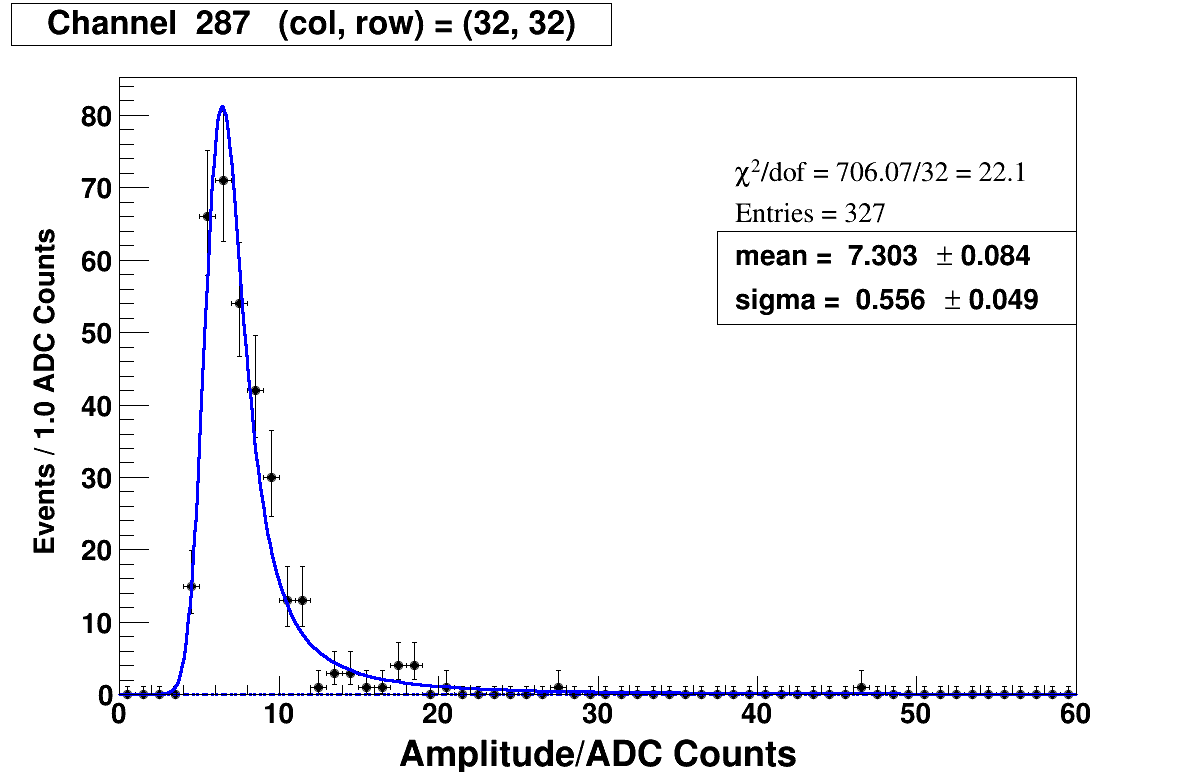 Channel 287 (col, row) = (32, 32)
Events / 1.0 ADC Counts
80
70
60
50
40
30
20
10
0
χ²/dof = 706.07/32 = 22.1
Entries = 327
mean = 7.303 ± 0.084
sigma = 0.556 ± 0.049
0 10 20 30 40 50 60
Amplitude/ADC Counts